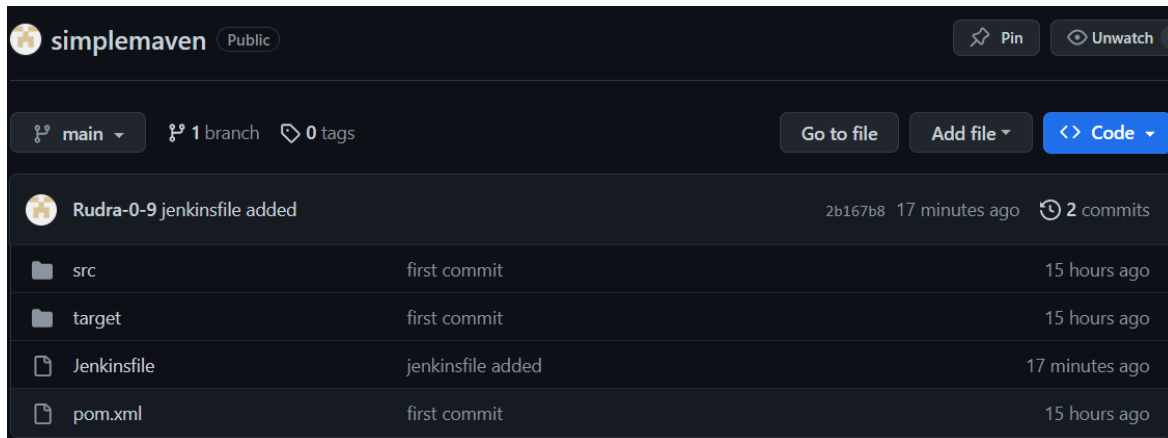 simplemaven Public Pin Unwatch
main 1 branch 0 tags Go to file Add file <> Code
Rudra-0-9 jenkinsfile added 2b167b8 17 minutes ago 2 commits
src first commit 15 hours ago
target first commit 15 hours ago
Jenkinsfile jenkinsfile added 17 minutes ago
pom.xml first commit 15 hours ago